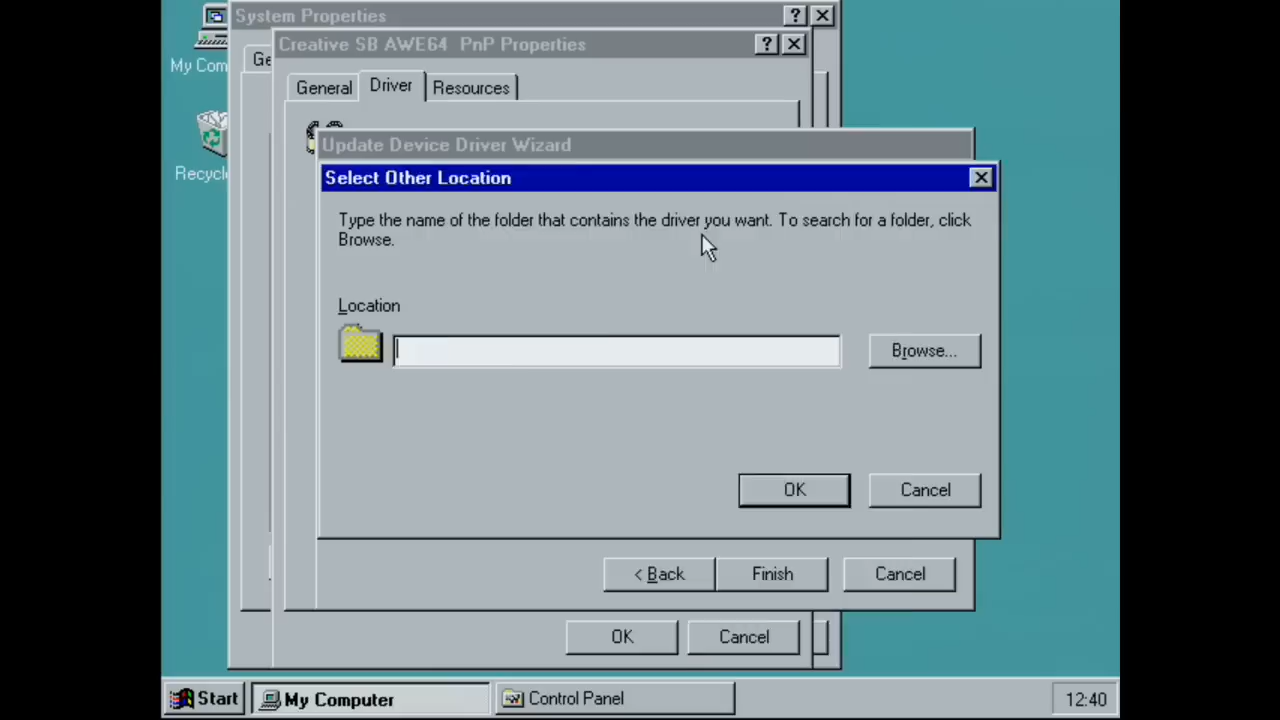 System Properties
My Com
Ge
Creative SB AWE64 PnP Properties
General
Driver
Resources
Recycl
Update Device Driver Wizard
Select Other Location
Type the name of the folder that contains the driver you want. To search for a folder, click
Browse.
Location
Browse...
OK
Cancel
< Back
Finish
Cancel
OK
Cancel
Start
My Computer
Control Panel
12:40